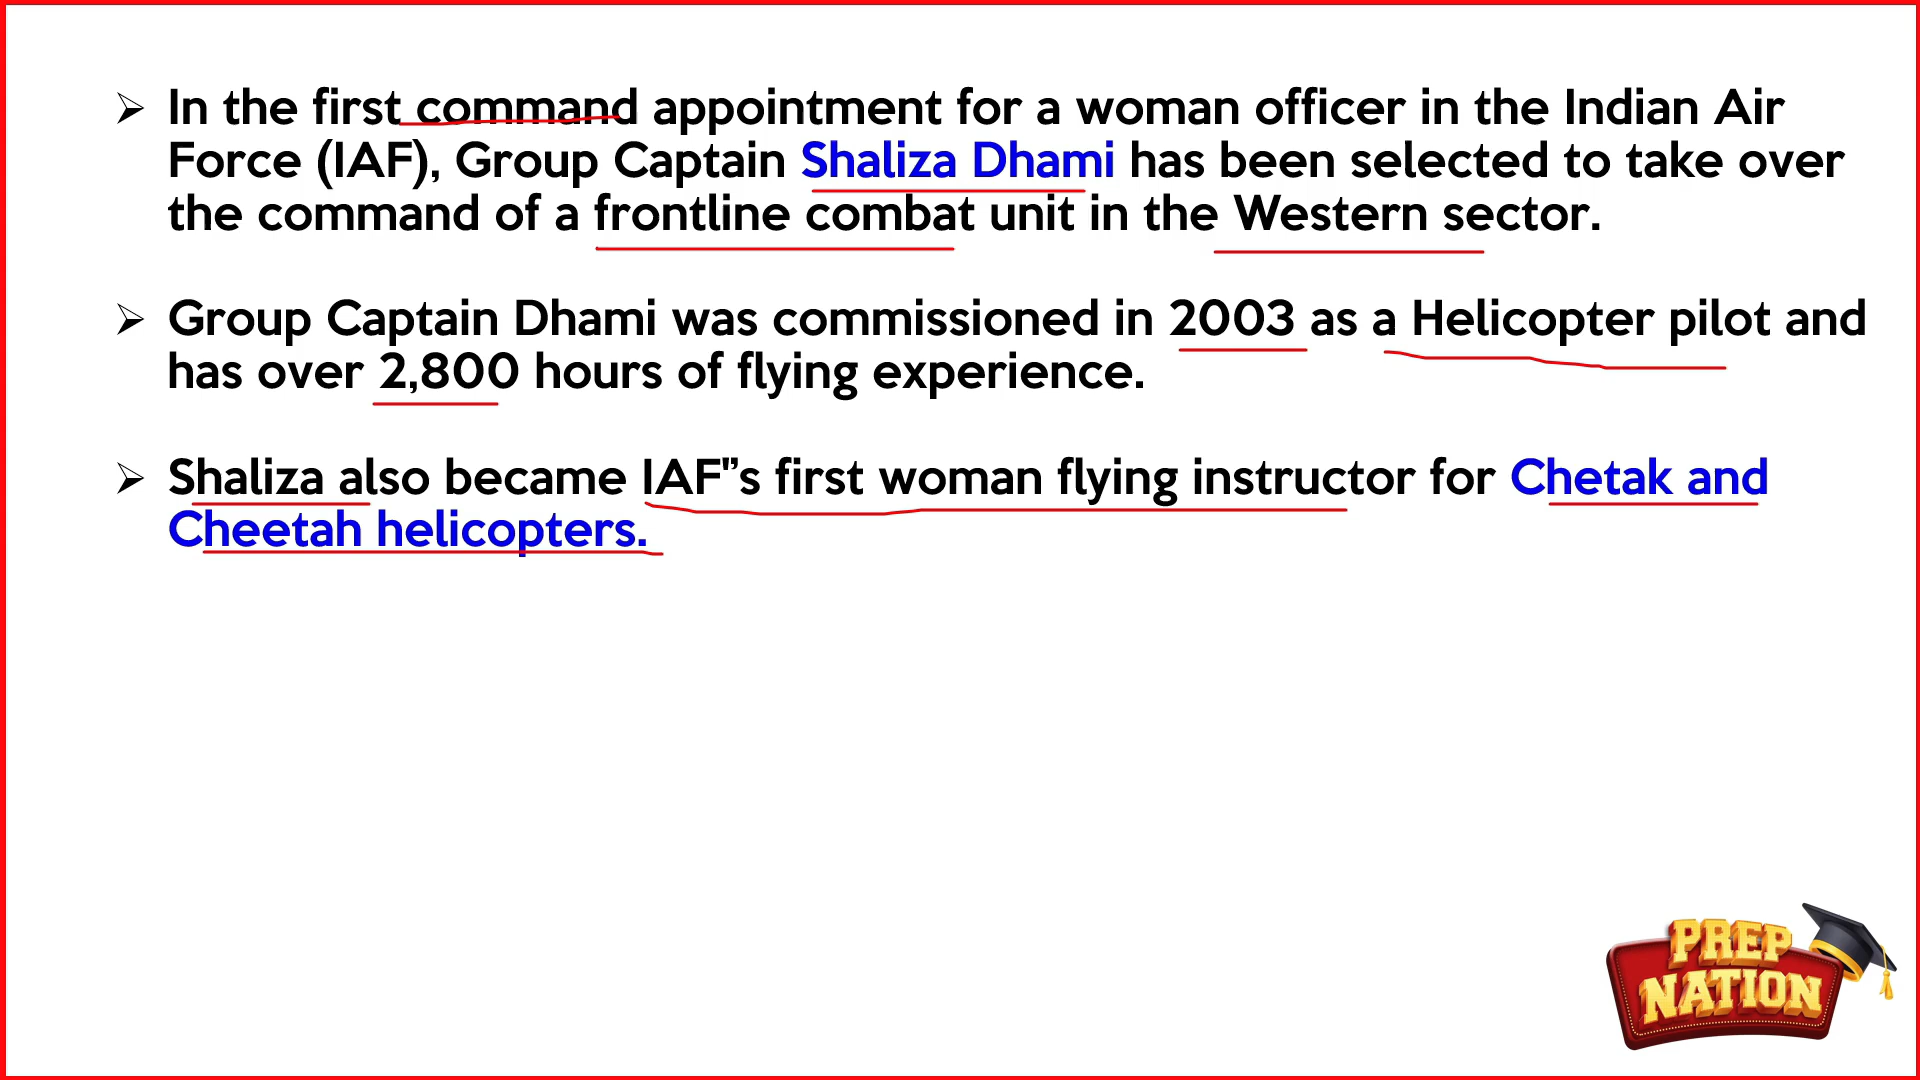 ➢ In the first command appointment for a woman officer in the Indian Air
Force (IAF), Group Captain Shaliza Dhami has been selected to take over
the command of a frontline combat unit in the Western sector.
➢ Group Captain Dhami was commissioned in 2003 as a Helicopter pilot and
has over 2,800 hours of flying experience.
➢ Shaliza also became IAF"’s first woman flying instructor for Chetak and
Cheetah helicopters.
PREP
NATION